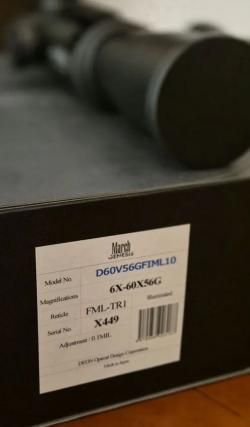 March
GENESIS
Model No. D60V56GFIML10
Magnifications 6X-60X56G
Reticle FML-TR1 Illuminated
Serial No. X449
Adjustment / 0.1MIL
DEON Optical Design Corporation
Made in Japan